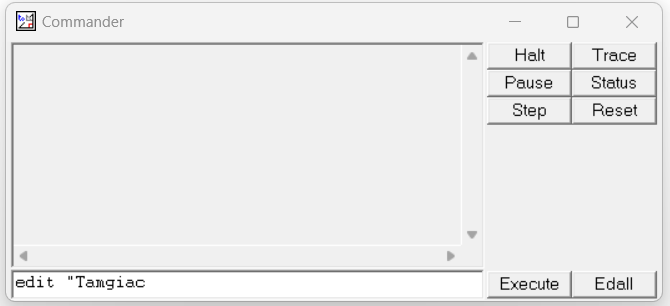 Commander
Halt Trace
Pause Status
Step Reset
edit "Tamgiac
Execute Edall